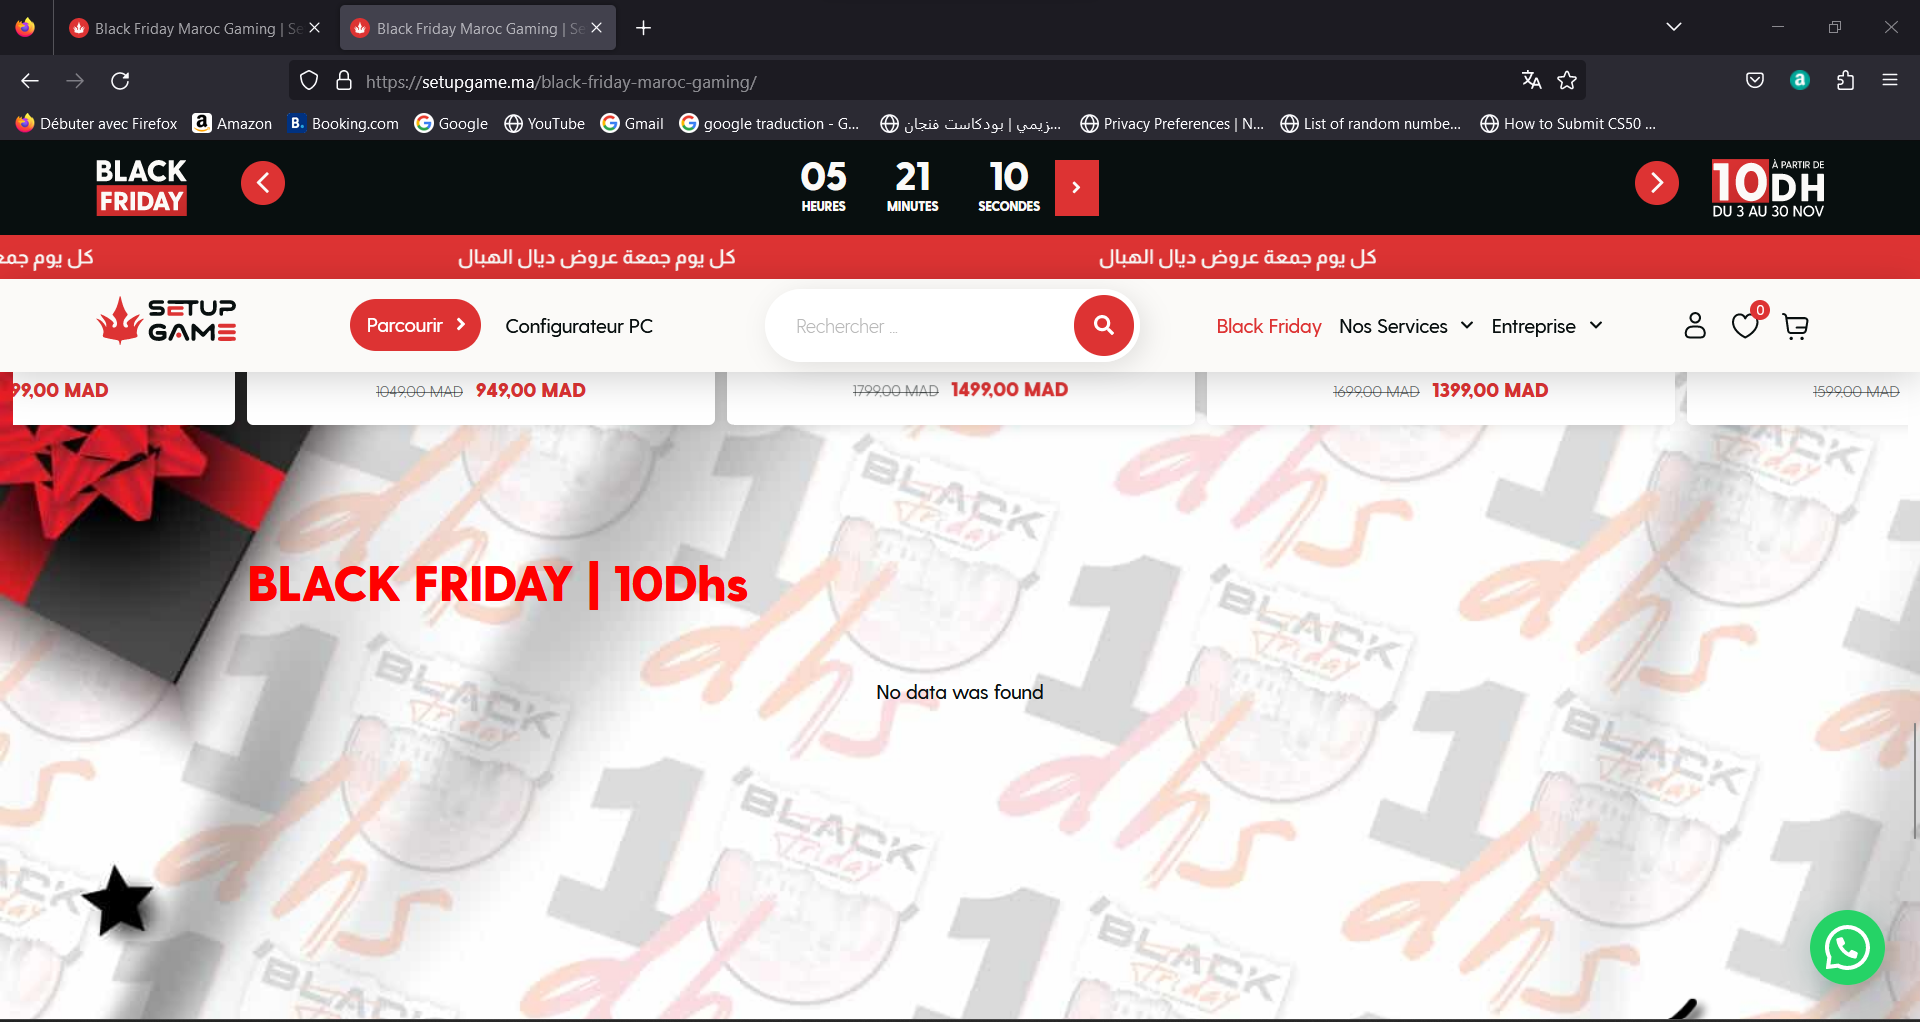 Black Friday Maroc Gaming | Se
Black Friday Maroc Gaming | Se
https://setupgame.ma/black-friday-maroc-gaming/
Débuter avec Firefox
Amazon
Booking.com
Google
YouTube
Gmail
google traduction - G...
زيمي | بودكاست فنجان...
Privacy Preferences | N...
List of random numbe...
How to Submit CS50 ...
BLACK
FRIDAY
05
HEURES
21
MINUTES
10
SECONDES
À PARTIR DE
10DH
DU 3 AU 30 NOV
كل يوم جمعة
كل يوم جمعة عروض ديال الهبال
كل يوم جمعة عروض ديال الهبال
SETUP
GAME
Parcourir
Configurateur PC
Rechercher ...
Black Friday
Nos Services
Entreprise
0
99,00 MAD
1049,00 MAD 949,00 MAD
1799,00 MAD 1499,00 MAD
1699,00 MAD 1399,00 MAD
1599,00 MAD
BLACK FRIDAY | 10Dhs
No data was found
BLACK
Friday
1
dhs